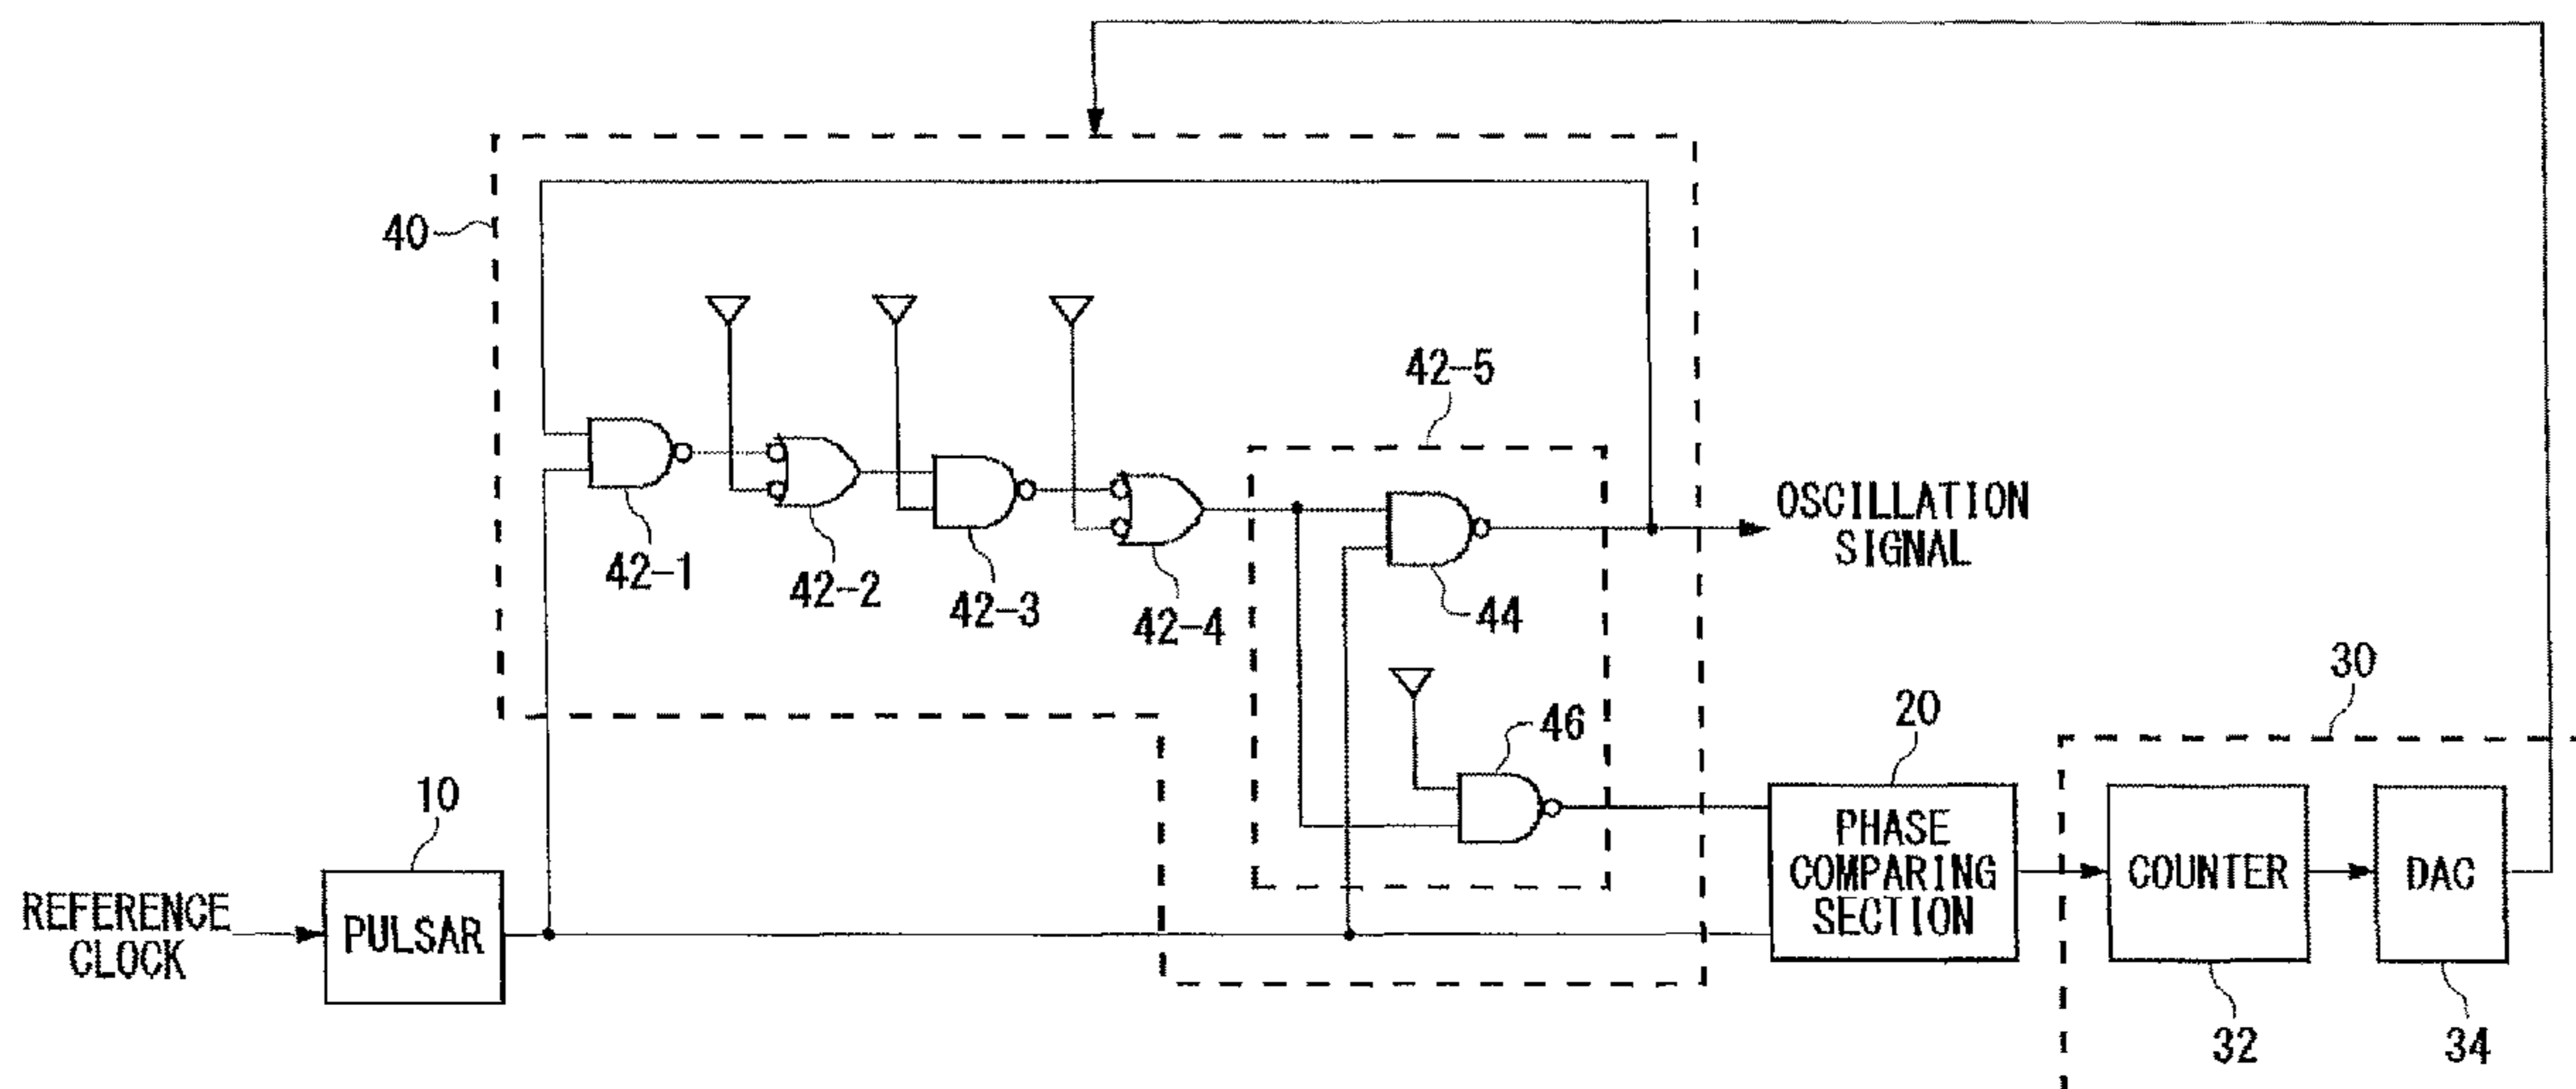 40
42-5
42-1
42-2
42-3
42-4
44
OSCILLATION
SIGNAL
46
20
30
10
REFERENCE
CLOCK
PULSAR
PHASE
COMPARING
SECTION
COUNTER
DAC
32
34